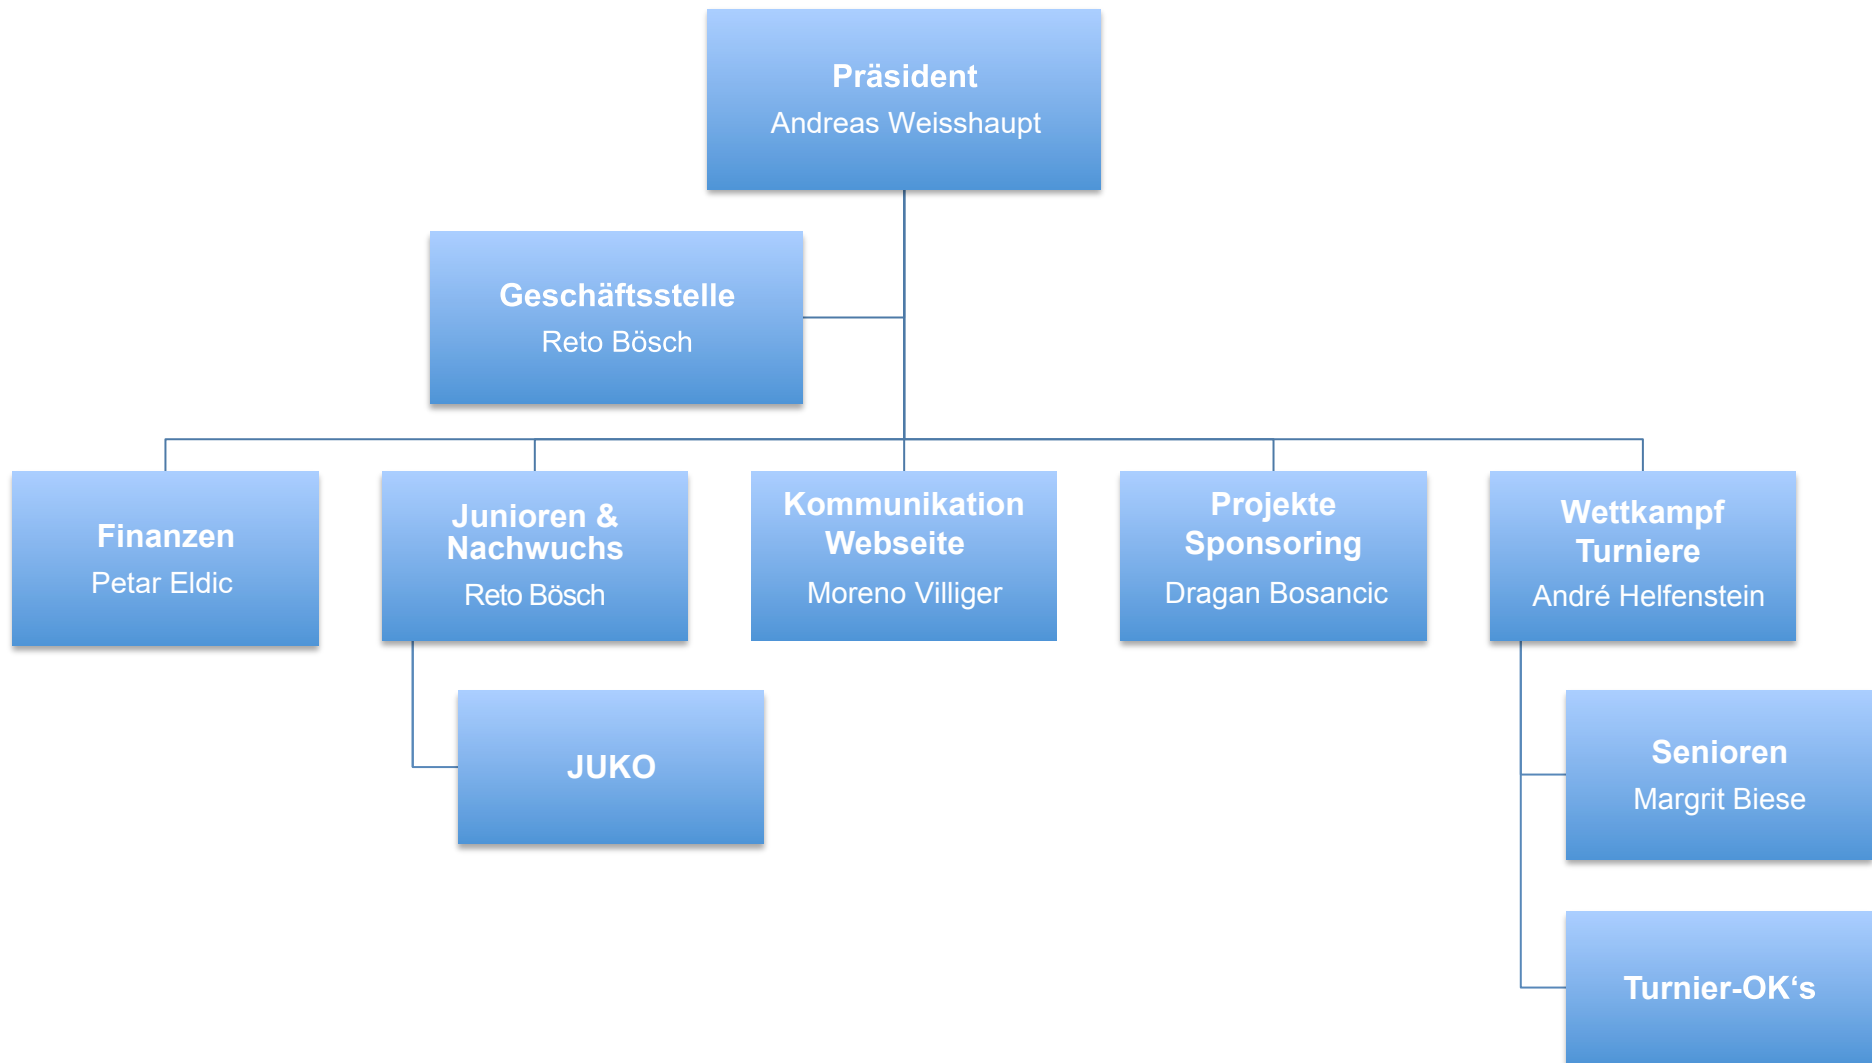 Präsident
Andreas Weisshaupt
Geschäftsstelle
Reto Bösch
Finanzen
Petar Eldic
Junioren &
Nachwuchs
Reto Bösch
Kommunikation
Webseite
Moreno Villiger
Projekte
Sponsoring
Dragan Bosancic
Wettkampf
Turniere
André Helfenstein
JUKO
Senioren
Margrit Biese
Turnier-OK‘s